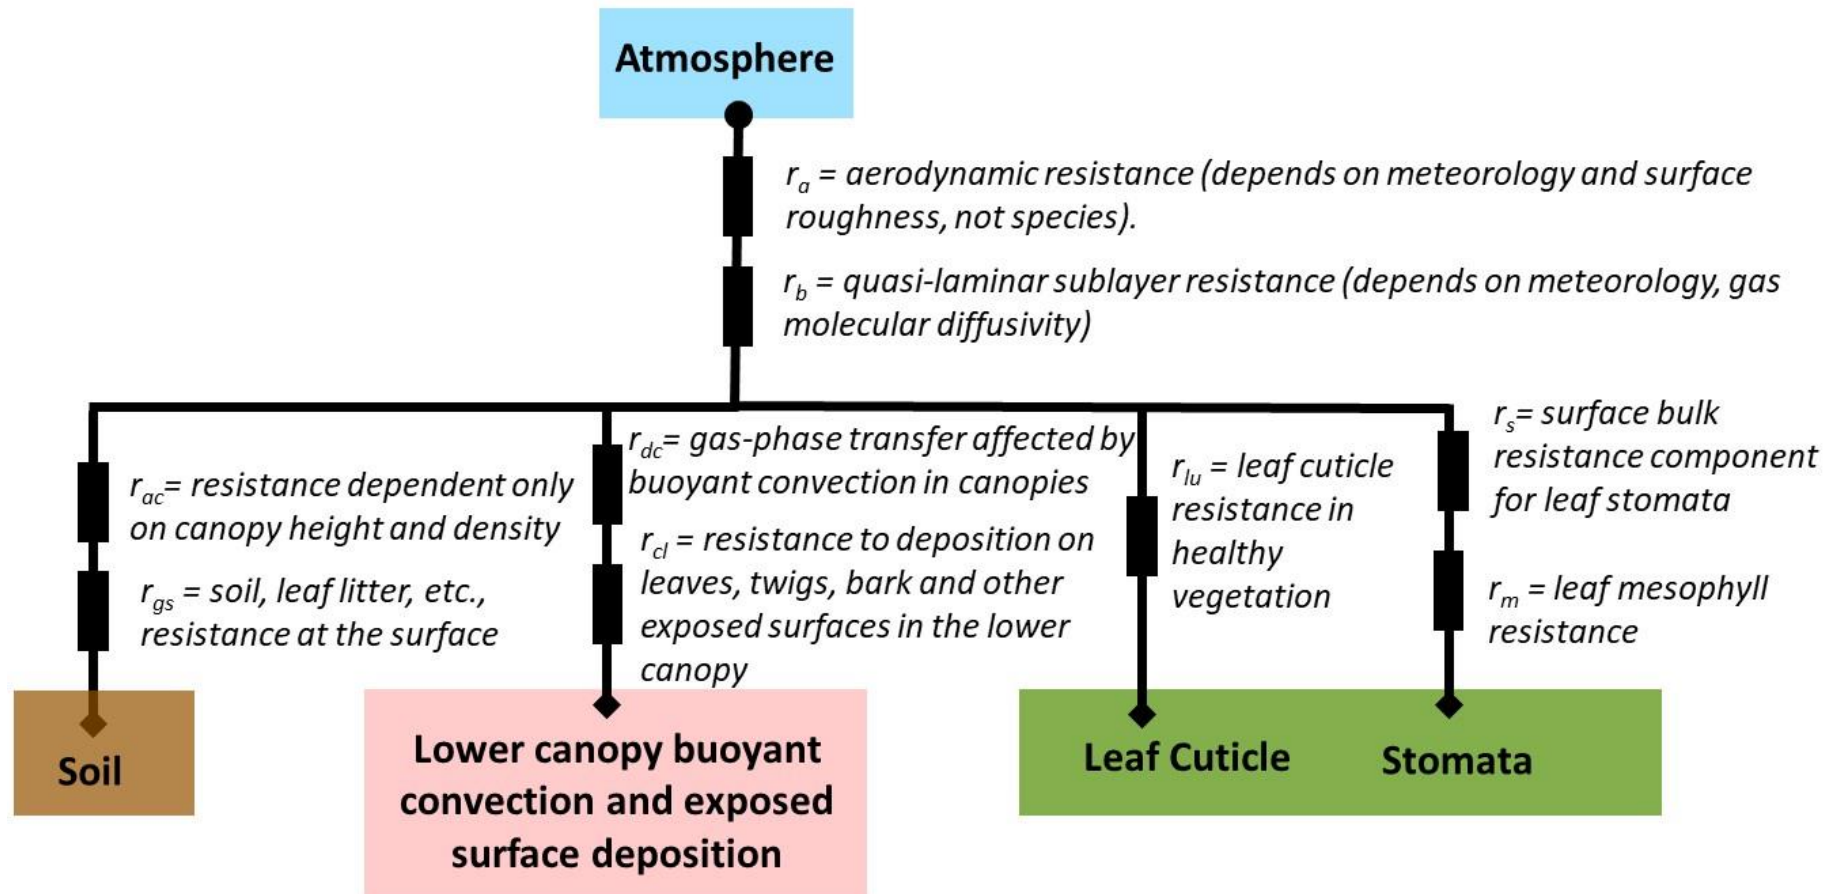 Atmosphere
r_a = aerodynamic resistance (depends on meteorology and surface
roughness, not species).
r_b = quasi-laminar sublayer resistance (depends on meteorology, gas
molecular diffusivity)
r_ac= resistance dependent only
on canopy height and density
r_gs = soil, leaf litter, etc.,
resistance at the surface
r_dc= gas-phase transfer affected by
buoyant convection in canopies
r_cl = resistance to deposition on
leaves, twigs, bark and other
exposed surfaces in the lower
canopy
r_lu = leaf cuticle
resistance in
healthy
vegetation
r_s= surface bulk
resistance component
for leaf stomata
r_m = leaf mesophyll
resistance
Soil
Lower canopy buoyant
convection and exposed
surface deposition
Leaf Cuticle
Stomata